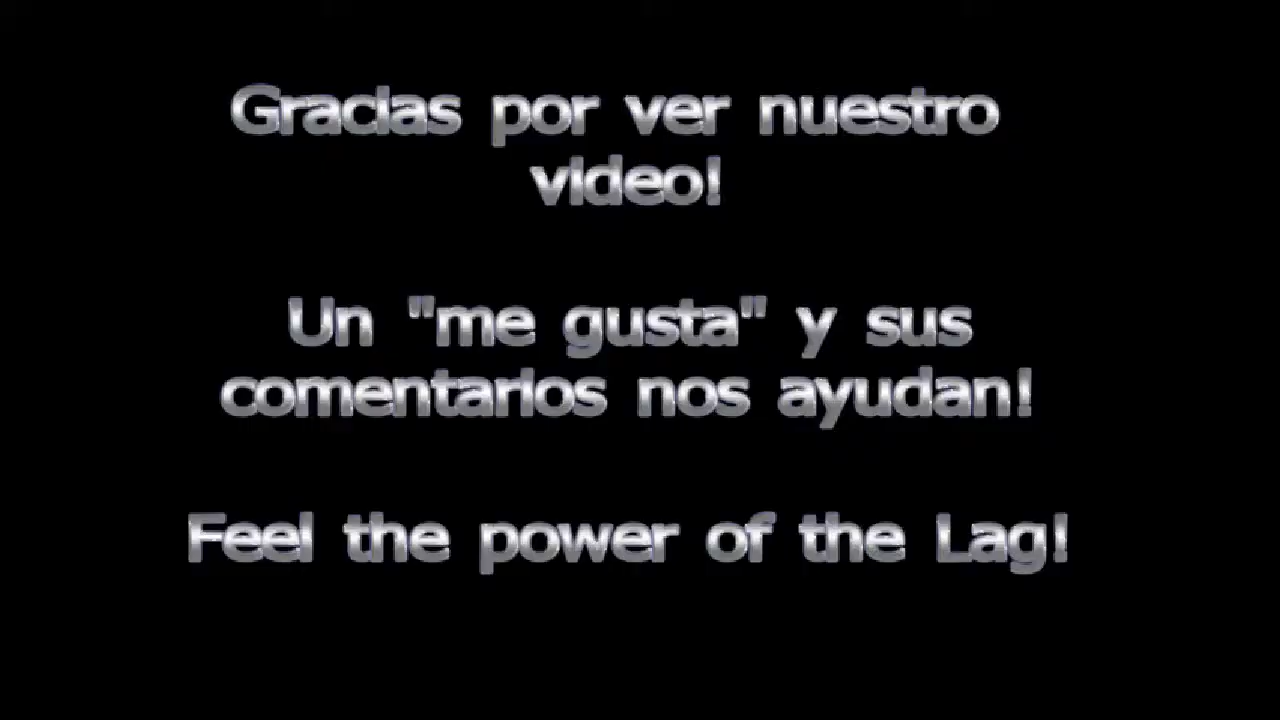 Gracias por ver nuestro
video!
Un "me gusta" y sus
comentarios nos ayudan!
Feel the power of the Lag!